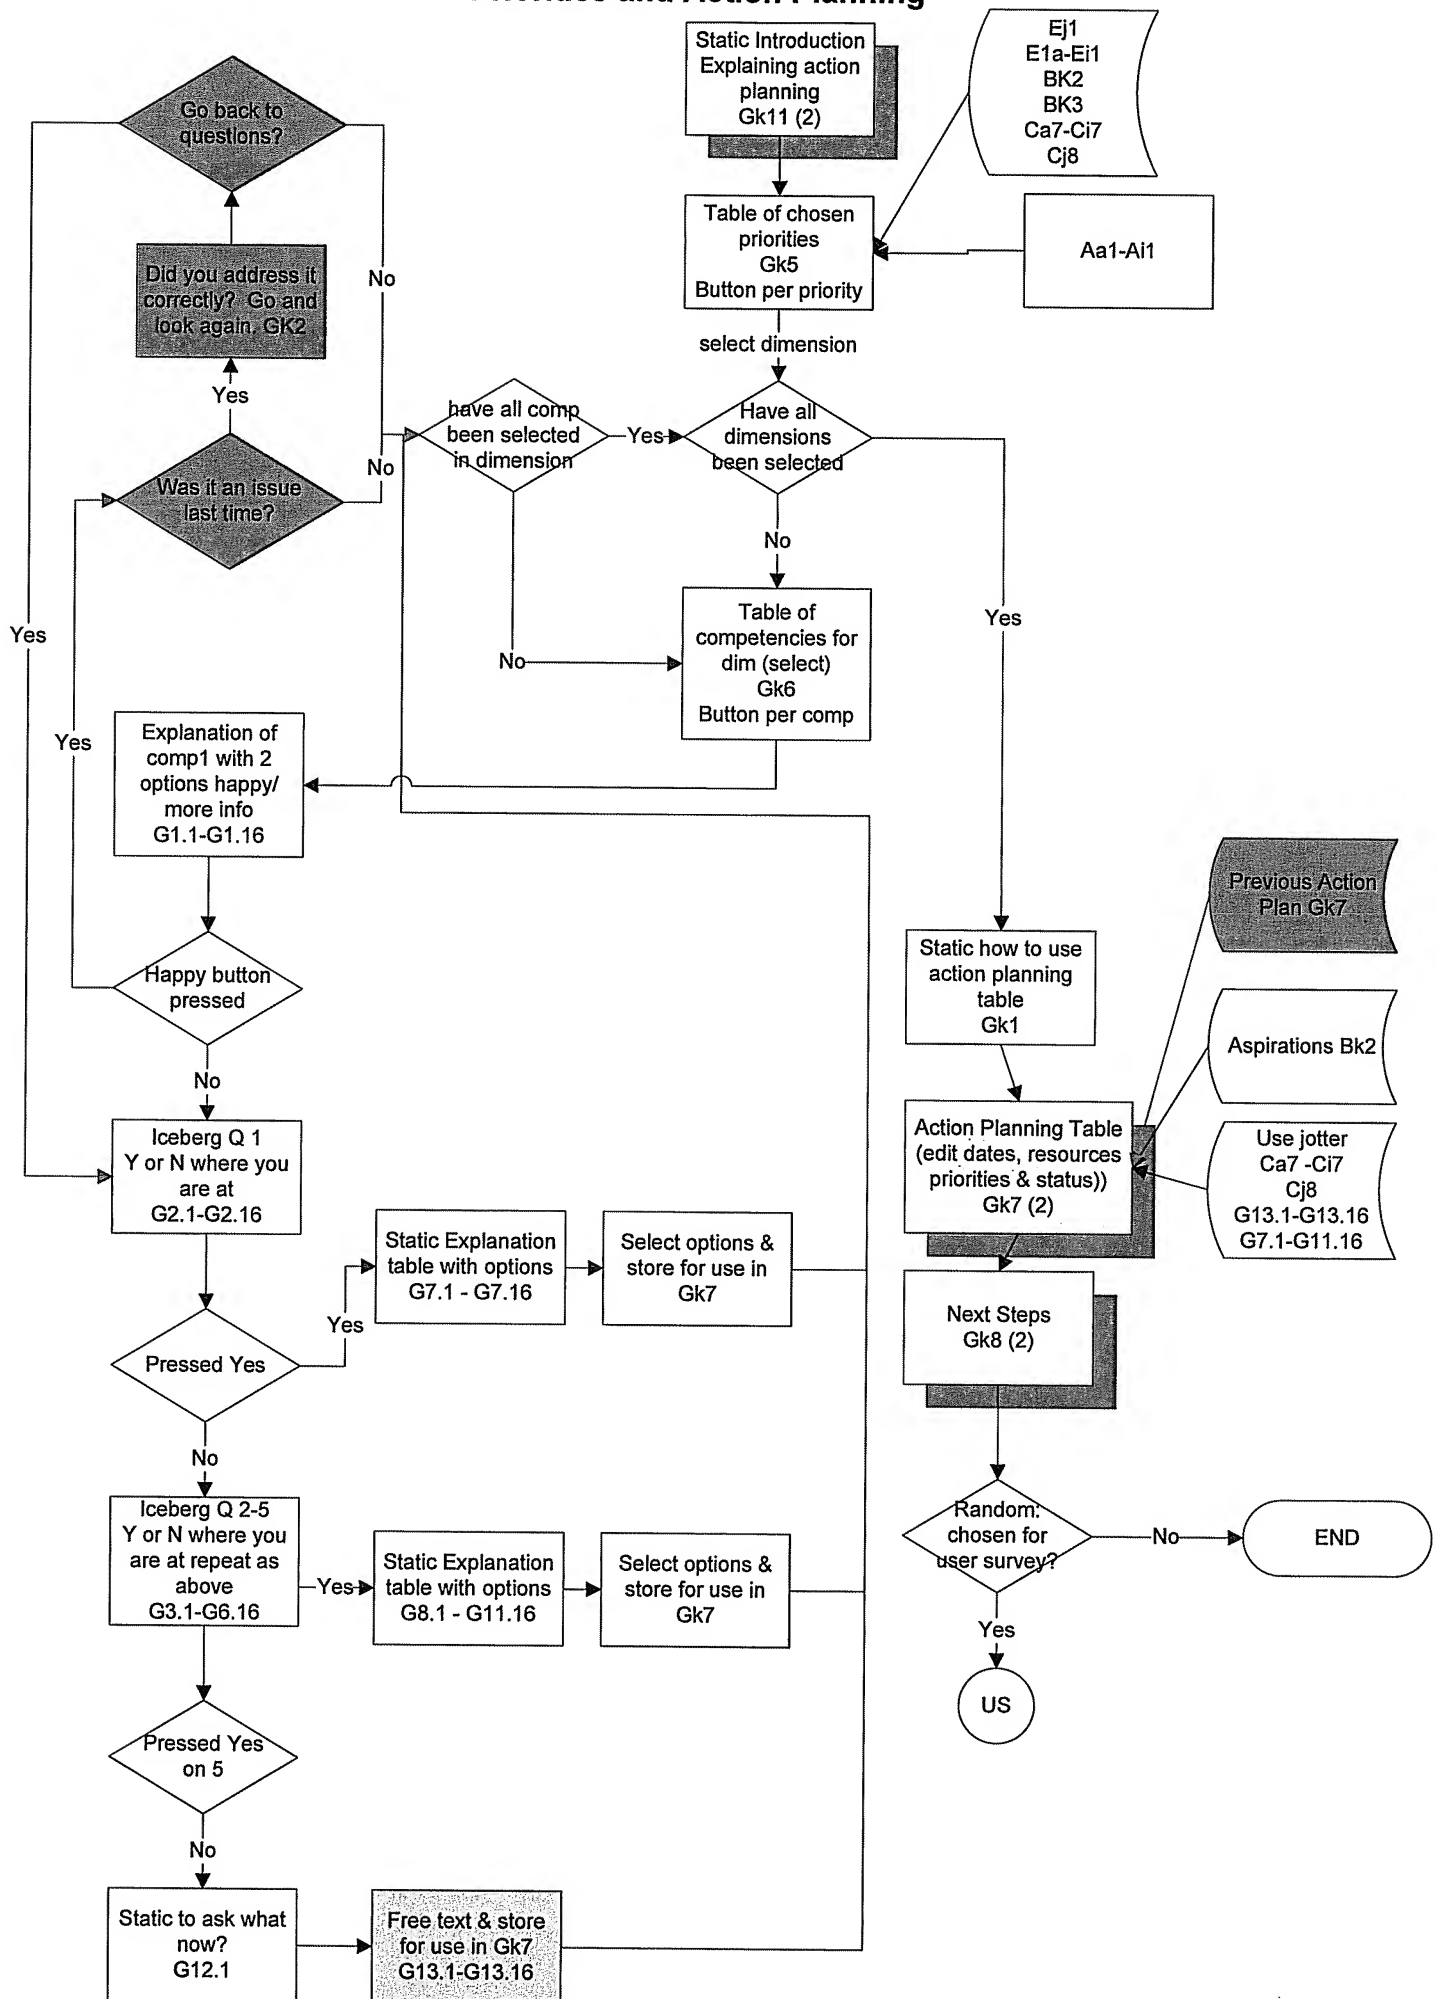 and Action Planning
Static Introduction
Explaining action
planning
Gk11 (2)
Ej1
E1a-Ei1
BK2
BK3
Ca7-Ci7
Cj8
Go back to
questions?
Table of chosen
priorities
Gk5
Button per priority
Aa1-Ai1
No
Did you address it
correctly? Go and
look again. GK2
select dimension
Yes
have all comp
been selected
in dimension
Yes
Have all
dimensions
been selected
No
Was it an issue
last time?
No
Yes
Table of
competencies for
dim (select)
Gk6
Button per comp
Yes
No
Yes
Explanation of
comp1 with 2
options happy/
more info
G1.1-G1.16
Previous Action
Plan Gk7
Happy button
pressed
Static how to use
action planning
table
Gk1
Aspirations Bk2
No
Iceberg Q 1
Y or N where you
are at
G2.1-G2.16
Action Planning Table
(edit dates, resources
priorities & status))
Gk7 (2)
Use jotter
Ca7 -Ci7
Cj8
G13.1-G13.16
G7.1-G11.16
Static Explanation
table with options
G7.1 - G7.16
Select options &
store for use in
Gk7
Yes
Next Steps
Gk8 (2)
Pressed Yes
No
Iceberg Q 2-5
Y or N where you
are at repeat as
above
G3.1-G6.16
Yes
Static Explanation
table with options
G8.1 - G11.16
Select options &
store for use in
Gk7
Random:
chosen for
user survey?
No
END
Yes
US
Pressed Yes
on 5
No
Static to ask what
now?
G12.1
Free text & store
for use in Gk7
G13.1-G13.16